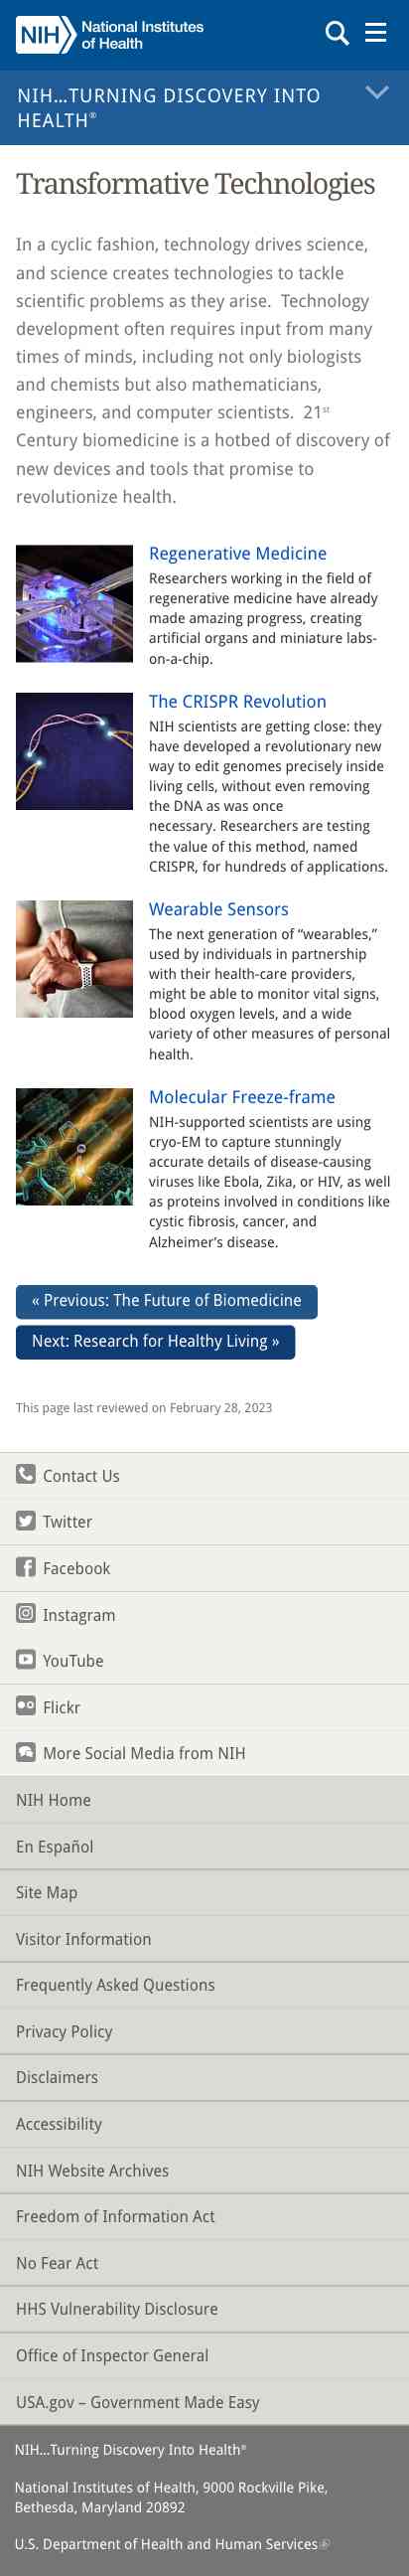 NIH National Institutes
of Health
NIH…TURNING DISCOVERY INTO
HEALTH®
Transformative Technologies
In a cyclic fashion, technology drives science,
and science creates technologies to tackle
scientific problems as they arise.  Technology
development often requires input from many
times of minds, including not only biologists
and chemists but also mathematicians,
engineers, and computer scientists.  21st
Century biomedicine is a hotbed of discovery of
new devices and tools that promise to
revolutionize health.
Regenerative Medicine
Researchers working in the field of
regenerative medicine have already
made amazing progress, creating
artificial organs and miniature labs-
on-a-chip.
The CRISPR Revolution
NIH scientists are getting close: they
have developed a revolutionary new
way to edit genomes precisely inside
living cells, without even removing
the DNA as was once
necessary. Researchers are testing
the value of this method, named
CRISPR, for hundreds of applications.
Wearable Sensors
The next generation of “wearables,”
used by individuals in partnership
with their health-care providers,
might be able to monitor vital signs,
blood oxygen levels, and a wide
variety of other measures of personal
health.
Molecular Freeze-frame
NIH-supported scientists are using
cryo-EM to capture stunningly
accurate details of disease-causing
viruses like Ebola, Zika, or HIV, as well
as proteins involved in conditions like
cystic fibrosis, cancer, and
Alzheimer’s disease.
« Previous: The Future of Biomedicine
Next: Research for Healthy Living »
This page last reviewed on February 28, 2023
Contact Us
Twitter
Facebook
Instagram
YouTube
Flickr
More Social Media from NIH
NIH Home
En Español
Site Map
Visitor Information
Frequently Asked Questions
Privacy Policy
Disclaimers
Accessibility
NIH Website Archives
Freedom of Information Act
No Fear Act
HHS Vulnerability Disclosure
Office of Inspector General
USA.gov – Government Made Easy
NIH…Turning Discovery Into Health®
National Institutes of Health, 9000 Rockville Pike,
Bethesda, Maryland 20892
U.S. Department of Health and Human Services